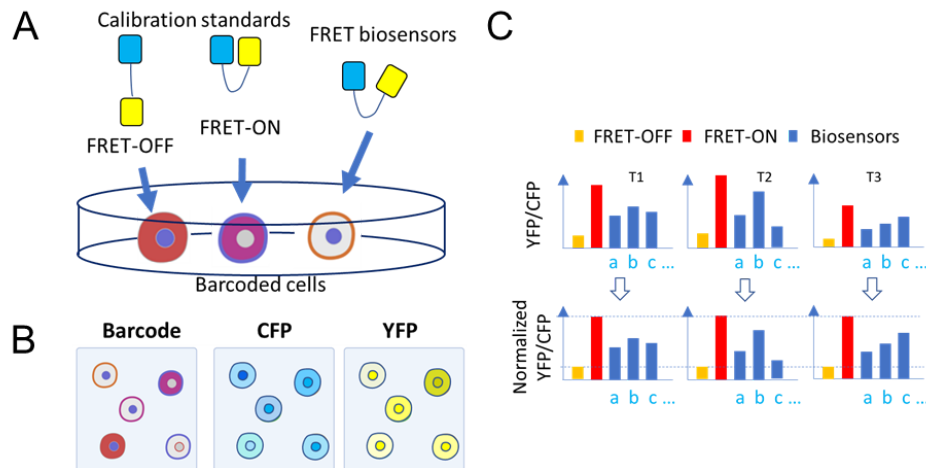 A
Calibration standards
FRET biosensors
FRET-OFF
FRET-ON
Barcoded cells
B
Barcode
CFP
YFP
C
FRET-OFF FRET-ON Biosensors
YFP/CFP
T1
T2
T3
a b c ...
a b c ...
a b c ...
Normalized
YFP/CFP
a b c ...
a b c ...
a b c ...